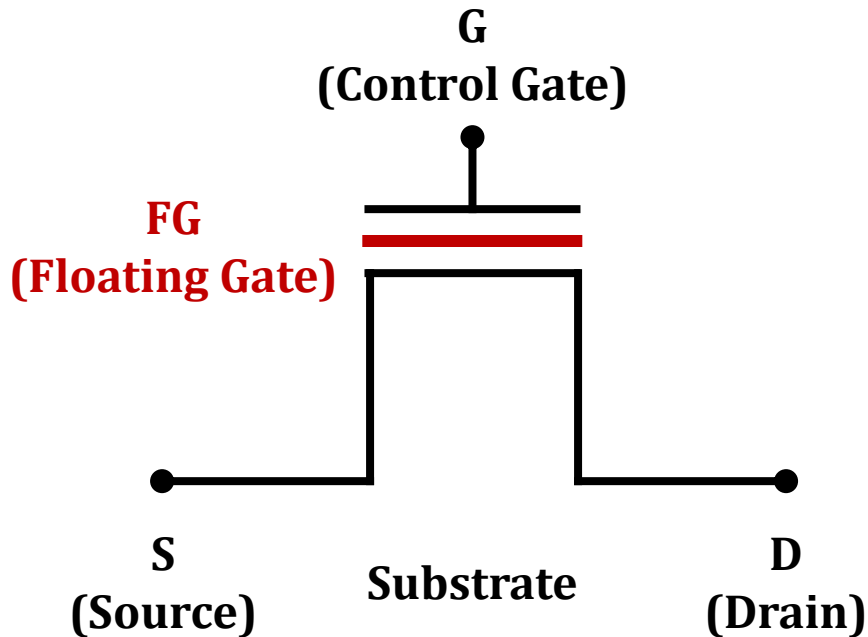 G
(Control Gate)
FG
(Floating Gate)
S
(Source)
Substrate
D
(Drain)